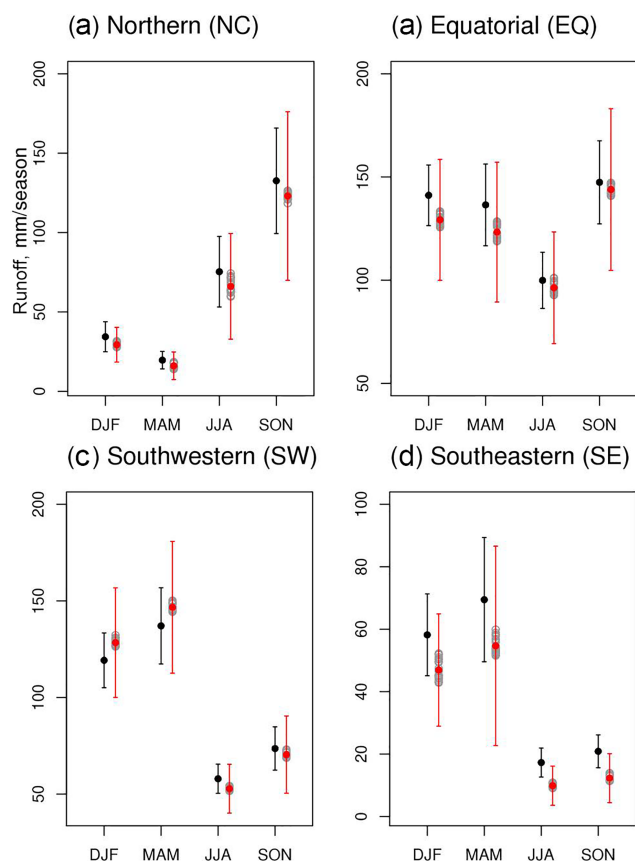 (a) Northern (NC)
(a) Equatorial (EQ)
Runoff, mm/season
200
150
100
50
0
DJF MAM JJA SON
200
150
100
50
DJF MAM JJA SON
(c) Southwestern (SW)
(d) Southeastern (SE)
200
150
100
50
DJF MAM JJA SON
100
80
60
40
20
0
DJF MAM JJA SON